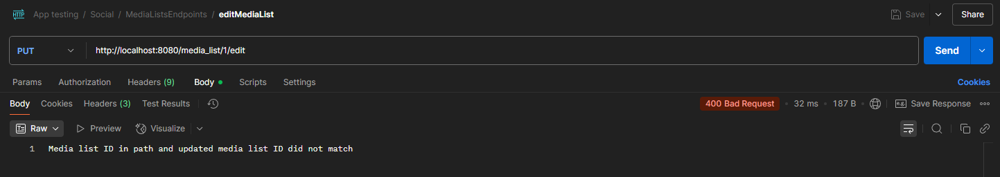 HTTP App testing / Social / MediaListsEndpoints / editMediaList Save Share
PUT http://localhost:8080/media_list/1/edit Send
Params Authorization Headers (9) Body Scripts Settings Cookies
Body Cookies Headers (3) Test Results 400 Bad Request • 32 ms • 187 B e.g. Save Response
Raw Preview Visualize
1 Media list ID in path and updated media list ID did not match